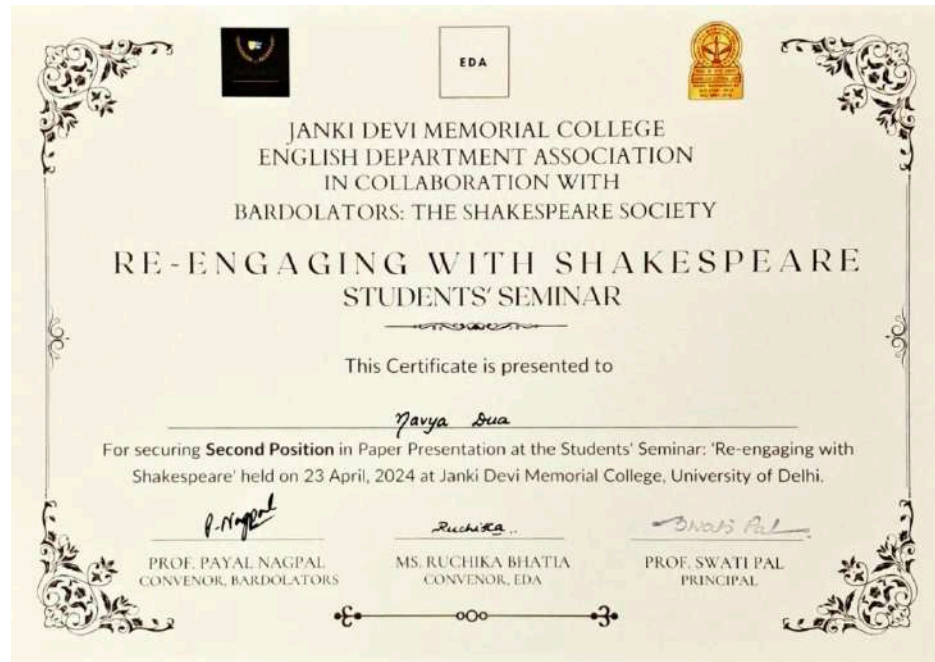 EDA
JANKI DEVI MEMORIAL COLLEGE
ENGLISH DEPARTMENT ASSOCIATION
IN COLLABORATION WITH
BARDOLATORS: THE SHAKESPEARE SOCIETY
RE-ENGAGING WITH SHAKESPEARE
STUDENTS' SEMINAR
This Certificate is presented to
Navya Dua
For securing Second Position in Paper Presentation at the Students' Seminar: 'Re-engaging with
Shakespeare' held on 23 April, 2024 at Janki Devi Memorial College, University of Delhi.
P. Nagpal Ruchika.. Swati Pal
PROF. PAYAL NAGPAL MS. RUCHIKA BHATIA PROF. SWATI PAL
CONVENOR, BARDOLATORS CONVENOR, EDA PRINCIPAL